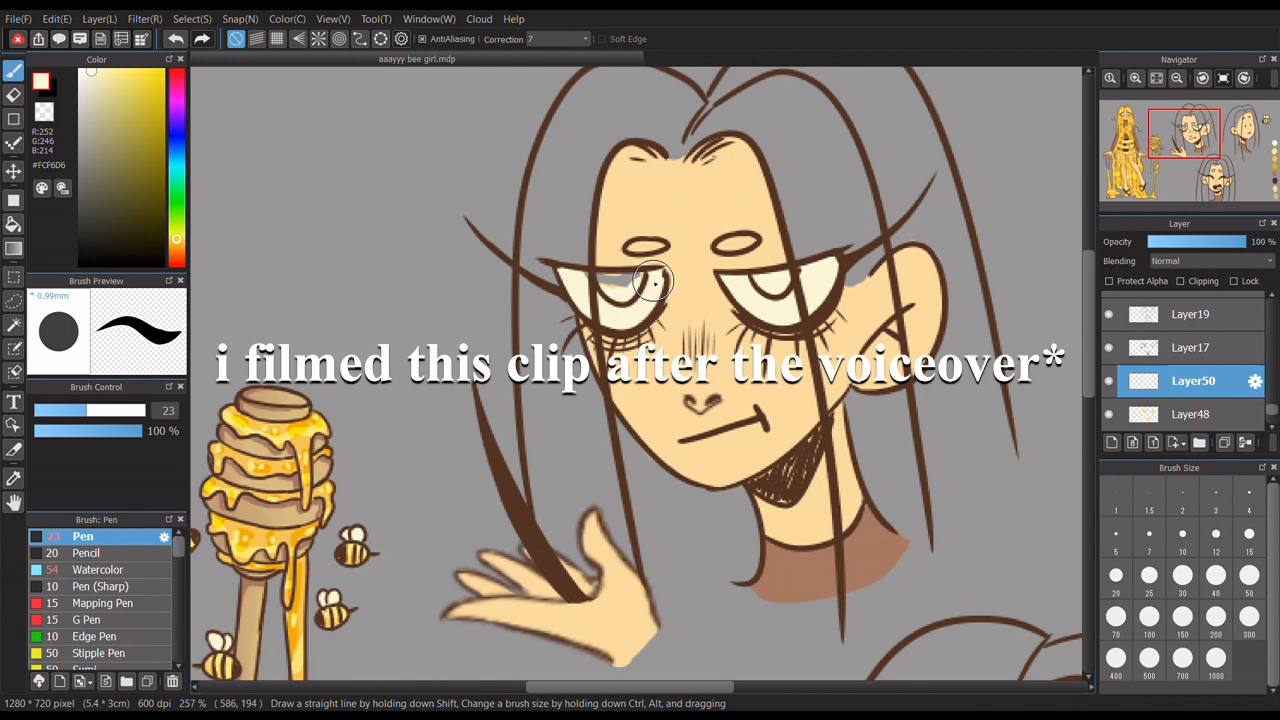 File(F) Edit(E) Layer(L) Filter(R) Select(S) Snap(N) Color(C) View(V) Tool(T) Window(W) Cloud Help
AntiAliasing Correction 7 Soft Edge
Color
aaayyy bee girl.mdp
Navigator
R:252
G:246
B:214
#FCF6D6
Brush Preview
* 0.99mm
Brush Control
23
100 %
Brush: Pen
23 Pen
20 Pencil
54 Watercolor
10 Pen (Sharp)
15 Mapping Pen
15 G Pen
10 Edge Pen
50 Stipple Pen
50 Sumi
i filmed this clip after the voiceover*
Layer
Opacity 100 %
Blending Normal
Protect Alpha Clipping Lock
Layer19
Layer17
Layer50
Layer48
Brush Size
1 1.5 2 3 4
5 7 10 12 15
20 25 30 40 50
70 100 150 200 300
400 500 700 1000
1280 * 720 pixel (5.4 * 3cm) 600 dpi 257 % ( 586, 194 ) Draw a straight line by holding down Shift, Change a brush size by holding down Ctrl, Alt, and dragging